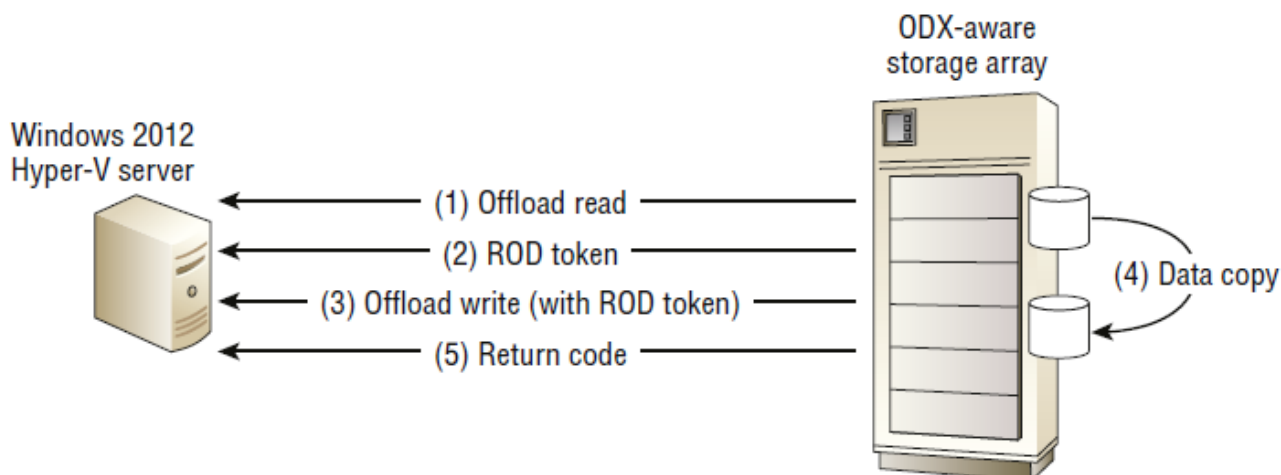 ODX-aware
storage array
Windows 2012
Hyper-V server
(1) Offload read
(2) ROD token
(3) Offload write (with ROD token)
(4) Data copy
(5) Return code